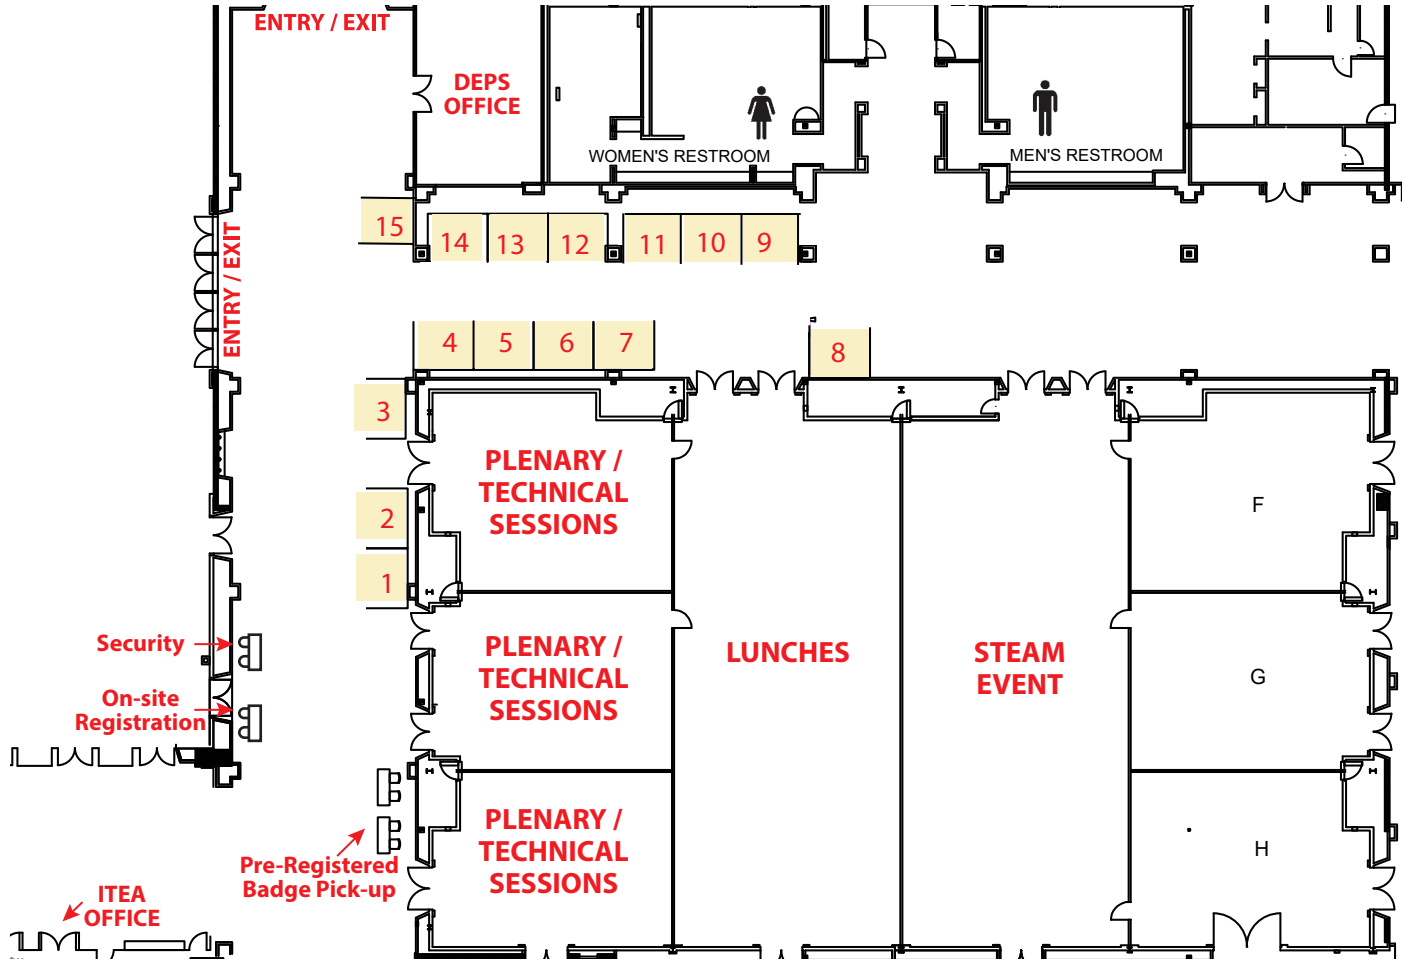 ENTRY / EXIT
DEPS
OFFICE
WOMEN'S RESTROOM
MEN'S RESTROOM
15
14
13
12
11
10
9
ENTRY / EXIT
4
5
6
7
8
3
PLENARY /
TECHNICAL
SESSIONS
2
F
1
Security
PLENARY /
TECHNICAL
SESSIONS
LUNCHES
STEAM
EVENT
G
On-site
Registration
PLENARY /
TECHNICAL
SESSIONS
H
Pre-Registered
Badge Pick-up
ITEA
OFFICE